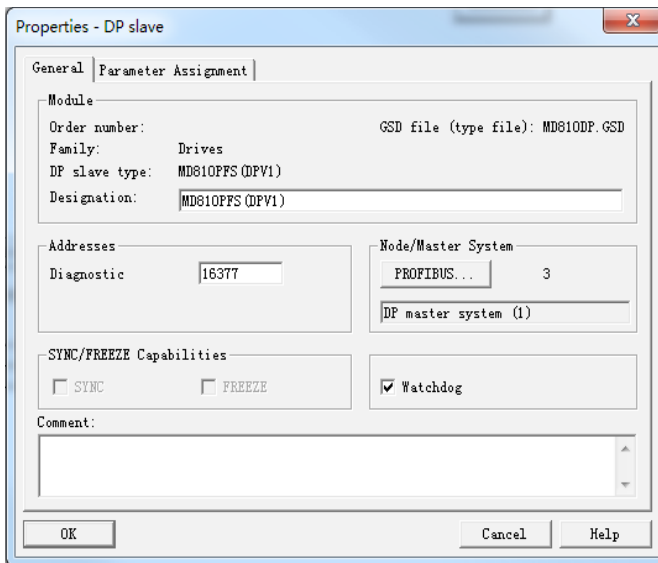 Properties - DP slave
General
Parameter Assignment
Module
Order number:
GSD file (type file): MD810DP.GSD
Family: Drives
DP slave type: MD810PFS(DPV1)
Designation: MD810PFS(DPV1)
Addresses
Diagnostic 16377
Node/Master System
PROFIBUS... 3
DP master system (1)
SYNC/FREEZE Capabilities
SYNC FREEZE
Watchdog
Comment:
OK Cancel Help